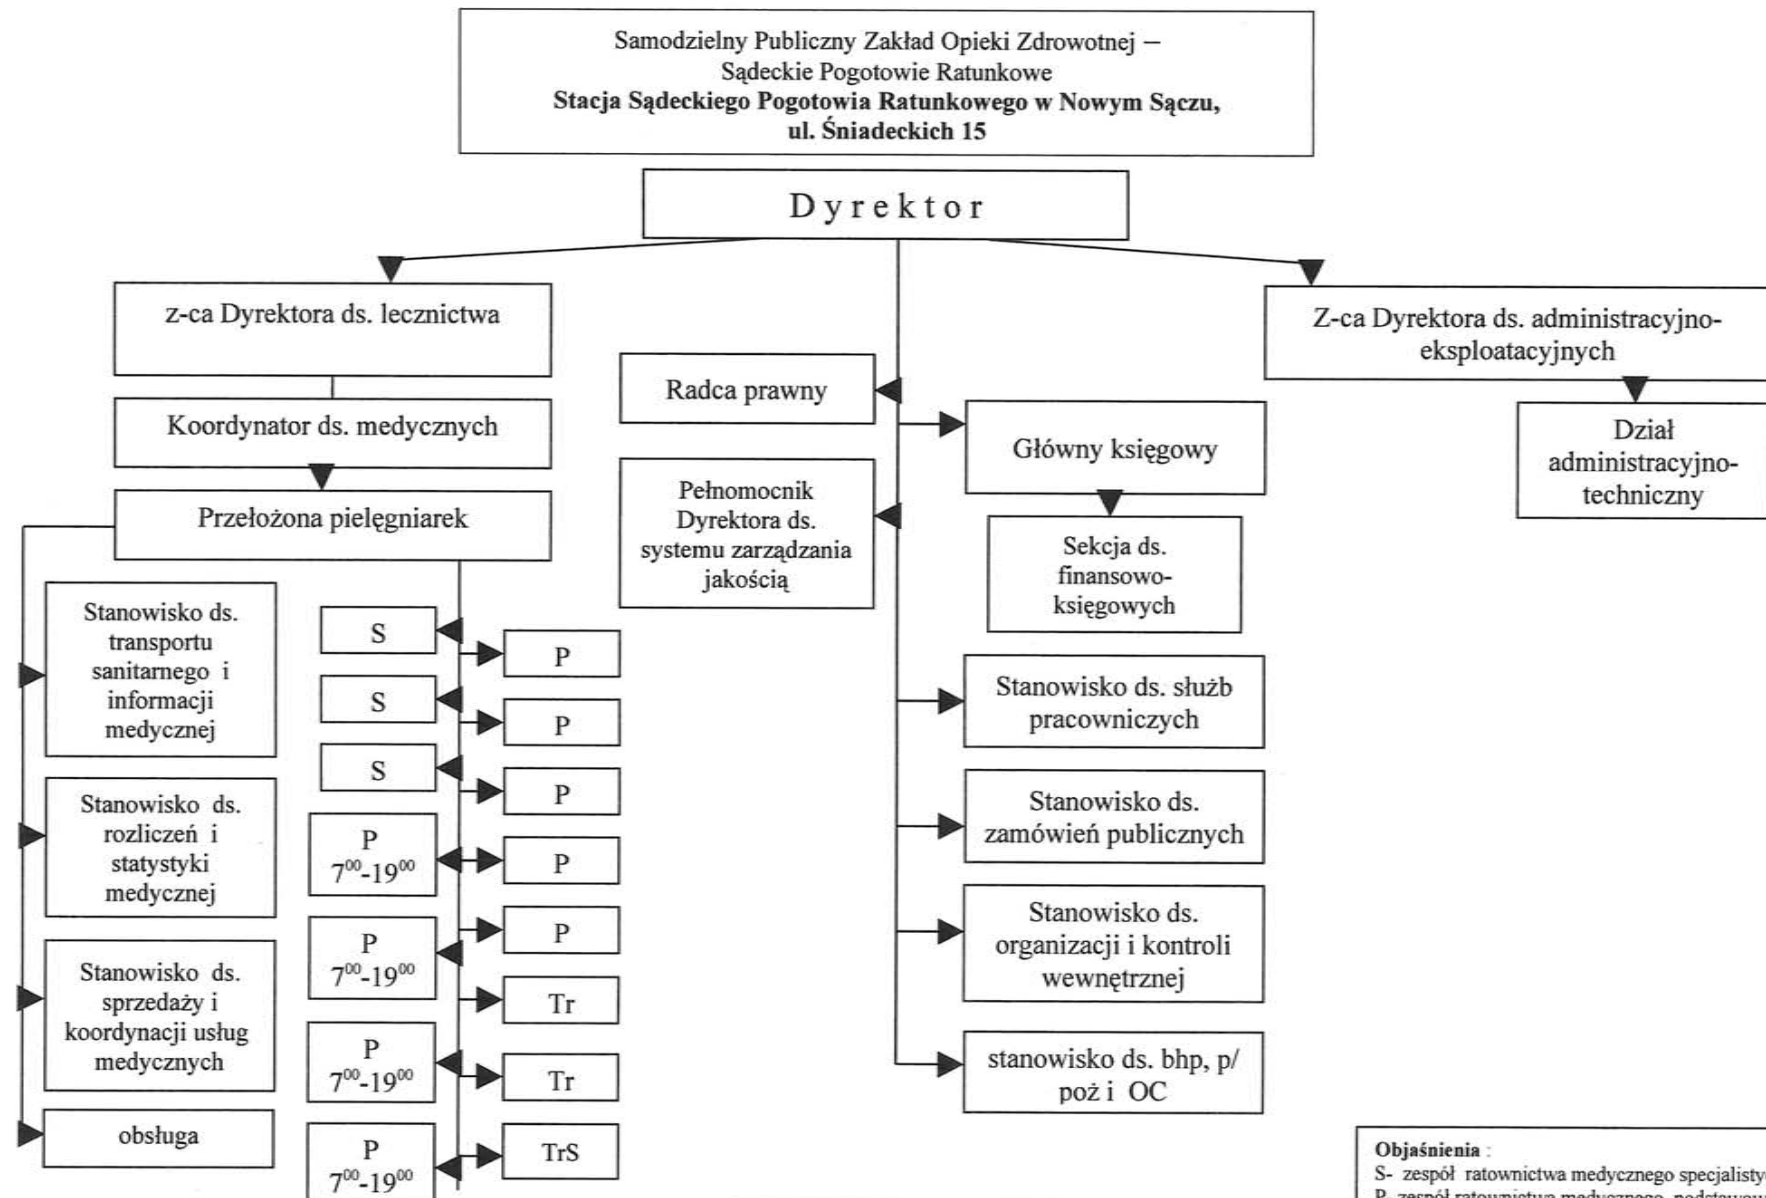 Samodzielny Publiczny Zakład Opieki Zdrowotnej –
Sądeckie Pogotowie Ratunkowe
Stacja Sądeckiego Pogotowia Ratunkowego w Nowym Sączu,
ul. Śniadeckich 15
Dyrektor
z-ca Dyrektora ds. lecznictwa
Koordynator ds. medycznych
Przełożona pielęgniarek
Stanowisko ds.
transportu
sanitarnego i
informacji
medycznej
Stanowisko ds.
rozliczeń i
statystyki
medycznej
Stanowisko ds.
sprzedaży i
koordynacji usług
medycznych
obsługa
S
S
S
P
7⁰⁰-19⁰⁰
P
7⁰⁰-19⁰⁰
P
7⁰⁰-19⁰⁰
P
7⁰⁰-19⁰⁰
P
P
P
P
P
Tr
Tr
TrS
Radca prawny
Pełnomocnik
Dyrektora ds.
systemu zarządzania
jakością
Główny księgowy
Sekcja ds.
finansowo-
księgowych
Stanowisko ds. służb
pracowniczych
Stanowisko ds.
zamówień publicznych
Stanowisko ds.
organizacji i kontroli
wewnętrznej
stanowisko ds. bhp, p/
poż i OC
Z-ca Dyrektora ds. administracyjno-
eksploatacyjnych
Dział
administracyjno-
techniczny
Objaśnienia :
S- zespół ratownictwa medycznego
P- zespół ratownictwa medycznego